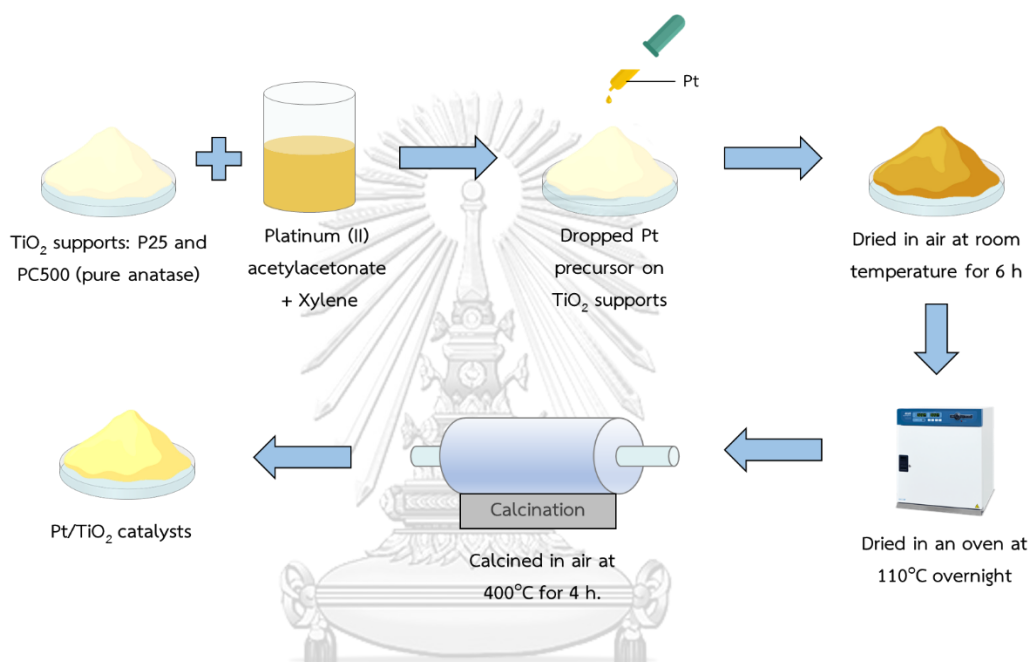 Pt
TiO₂ supports: P25 and
PC500 (pure anatase)
Platinum (II)
acetylacetonate
+ Xylene
Dropped Pt
precursor on
TiO₂ supports
Dried in air at room
temperature for 6 h
Pt/TiO₂ catalysts
Calcination
Calcined in air at
400°C for 4 h.
Dried in an oven at
110°C overnight